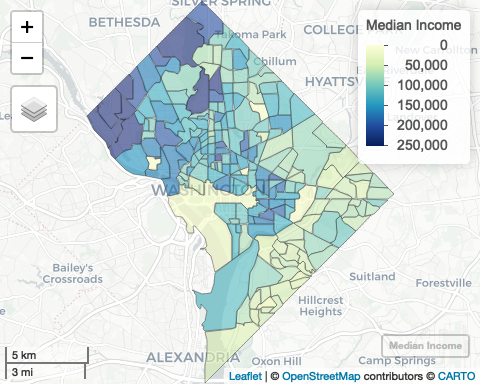 SILVER SPRING
BETHESDA
Takoma Park
COLLEGE
Chillum
HYATTSV
New Carrollton
+
−
Median Income
0
50,000
100,000
150,000
200,000
250,000
WASHINGTON
Bailey's
Crossroads
Suitland
Forestville
Hillcrest
Heights
Median Income
5 km
3 mi
ALEXANDRIA
Oxon Hill
Camp Springs
Leaflet | © OpenStreetMap contributors © CARTO